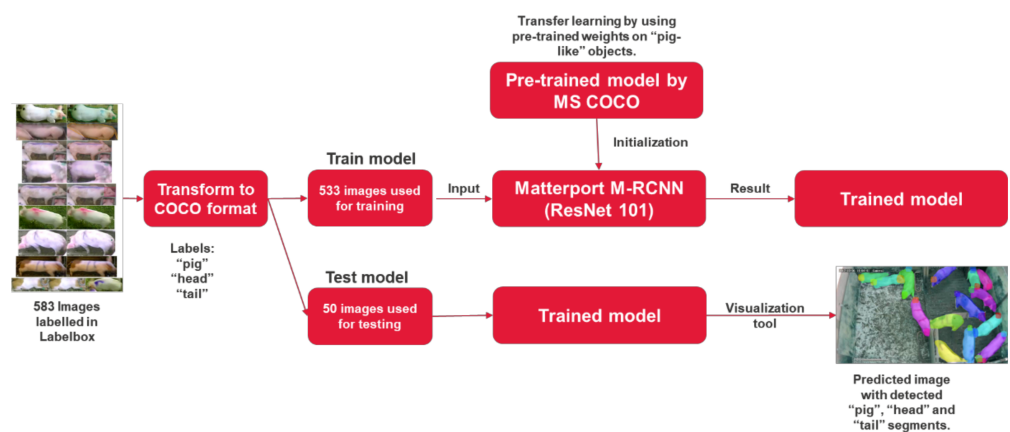 Transfer learning by using
pre-trained weights on “pig-
like” objects.
Pre-trained model by
MS COCO
Initialization
Train model
Transform to
COCO format
533 images used
for training
Input
Matterport M-RCNN
(ResNet 101)
Result
Trained model
Labels:
“pig”
“head”
“tail”
583 Images
labelled in
Labelbox
Test model
50 images used
for testing
Trained model
Visualization
tool
Predicted image
with detected
“pig”, “head” and
“tail” segments.